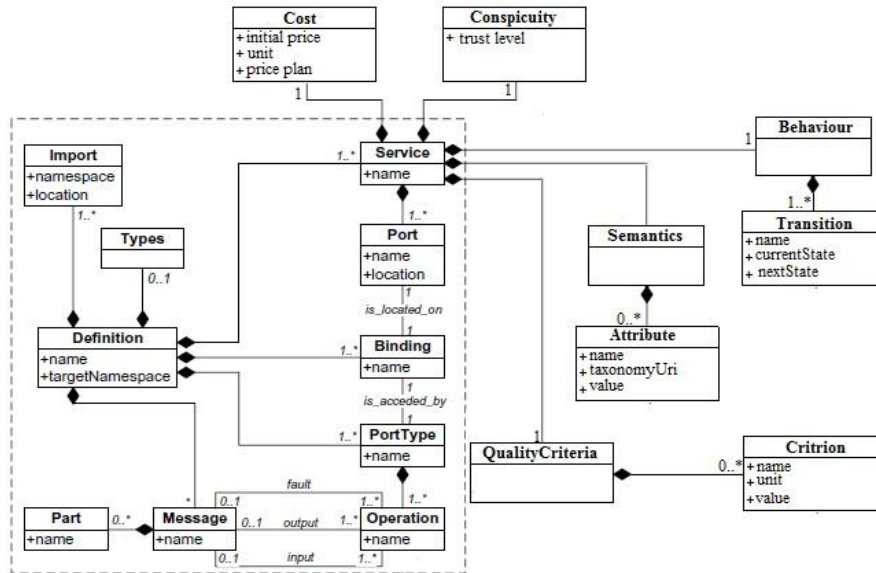 Cost
+ initial price
+ unit
+ price plan
1
Conspicuity
+ trust level
1
Import
+namespace
+location
1..*
Types
0..1
Definition
+name
+targetNamespace
1..*
Service
+name
1..*
Port
+name
+location
1
is_located_on
1
1..*
Binding
+name
1
is_acceded_by
1
1..*
PortType
+name
1..*
fault
0..1
1..*
*
Part
+name
0..*
Message
+name
0..1
output
1..*
Operation
+name
0..1
input
1..*
1
Behaviour
1..*
Transition
+ name
+ currentState
+ nextState
Semantics
0..*
Attribute
+ name
+ taxonomyUri
+ value
1
QualityCriteria
0..*
Critrion
+ name
+ unit
+ value